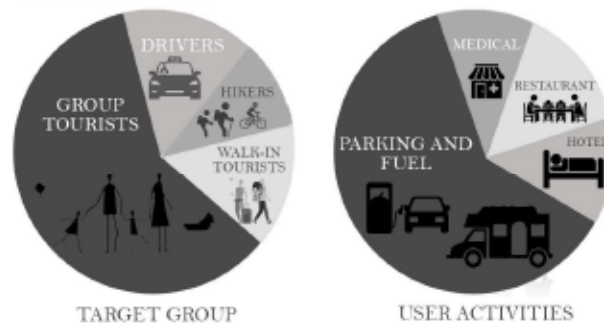 DRIVERS
HIKERS
GROUP
TOURISTS
WALK-IN
TOURISTS
TARGET GROUP
MEDICAL
RESTAURANT
HOTEL
PARKING AND
FUEL
USER ACTIVITIES